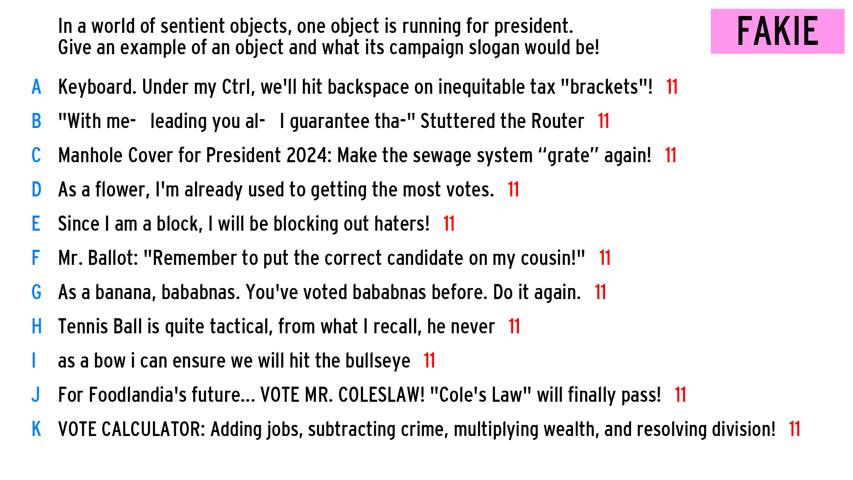 In a world of sentient objects, one object is running for president.
Give an example of an object and what its campaign slogan would be!
FAKIE
A Keyboard. Under my Ctrl, we'll hit backspace on inequitable tax "brackets"! 11
B "With me- leading you al- I guarantee tha-" Stuttered the Router 11
C Manhole Cover for President 2024: Make the sewage system “grate” again! 11
D As a flower, I'm already used to getting the most votes. 11
E Since I am a block, I will be blocking out haters! 11
F Mr. Ballot: "Remember to put the correct candidate on my cousin!" 11
G As a banana, bababnas. You've voted bababnas before. Do it again. 11
H Tennis Ball is quite tactical, from what I recall, he never 11
I as a bow i can ensure we will hit the bullseye 11
J For Foodlandia's future... VOTE MR. COLESLAW! "Cole's Law" will finally pass! 11
K VOTE CALCULATOR: Adding jobs, subtracting crime, multiplying wealth, and resolving division! 11